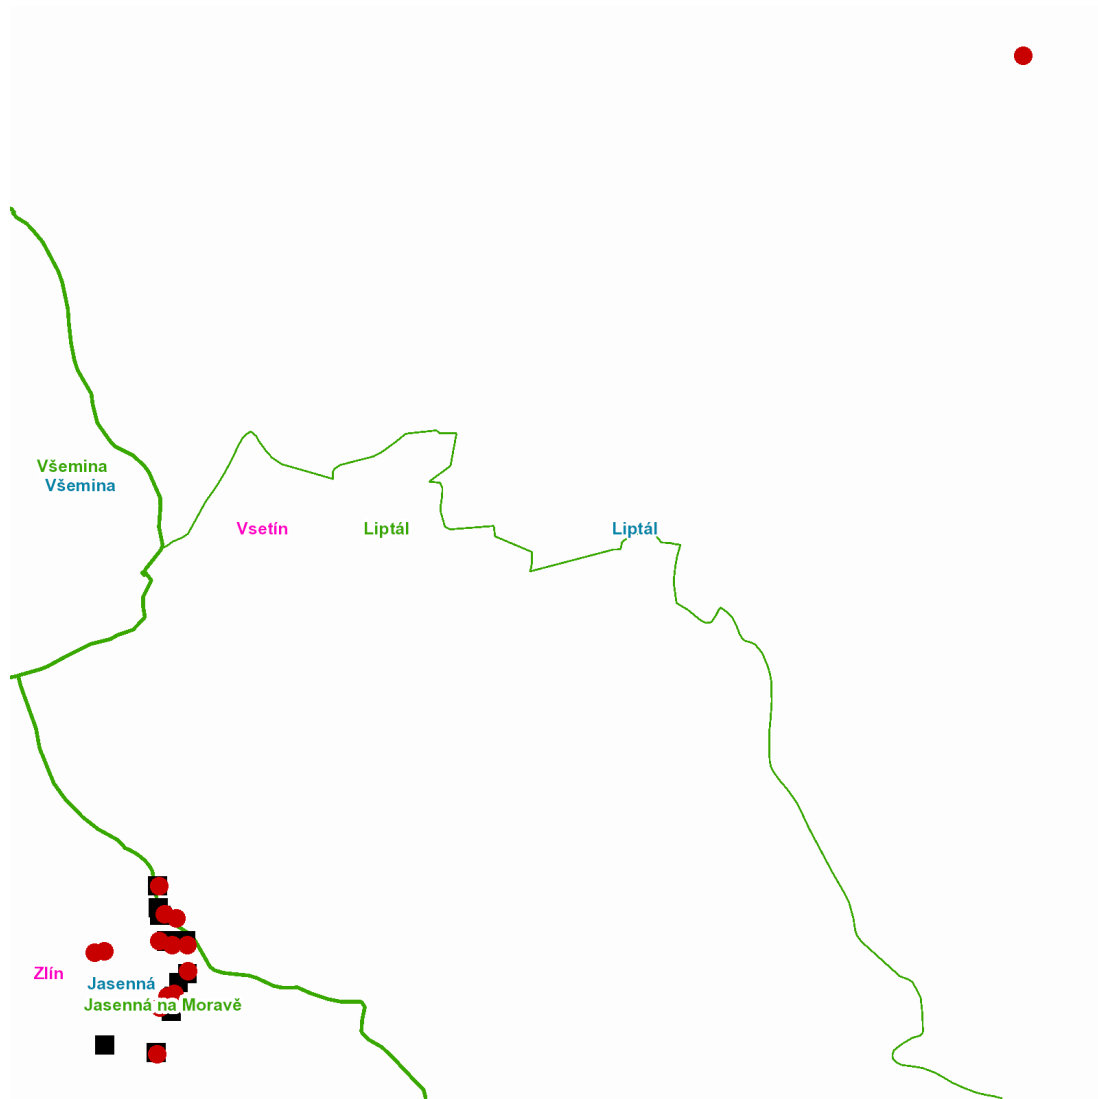 Všemina
Všemina
Vsetín
Liptál
Liptál
Zlín
Jasenná
Jasenná na Moravě